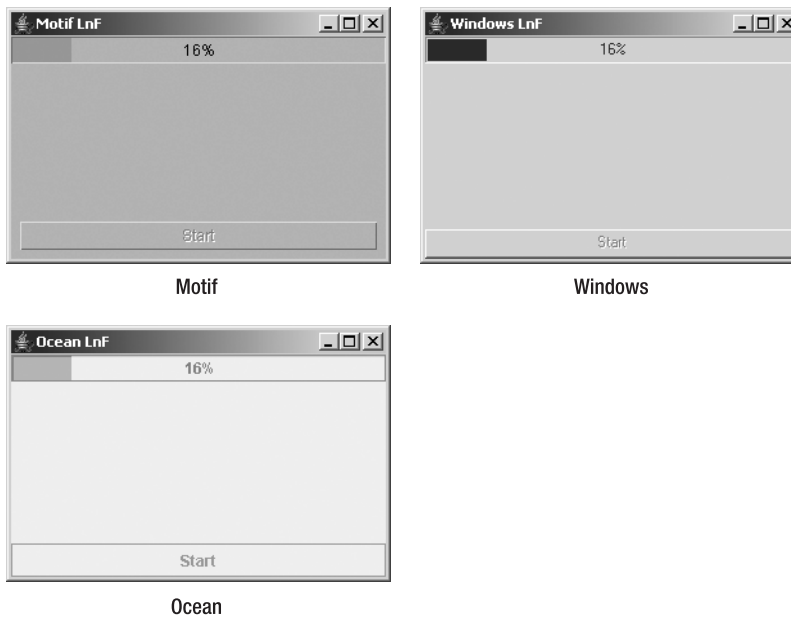 Motif LnF
16%
Start
Motif
Windows LnF
16%
Start
Windows
Ocean LnF
16%
Start
Ocean